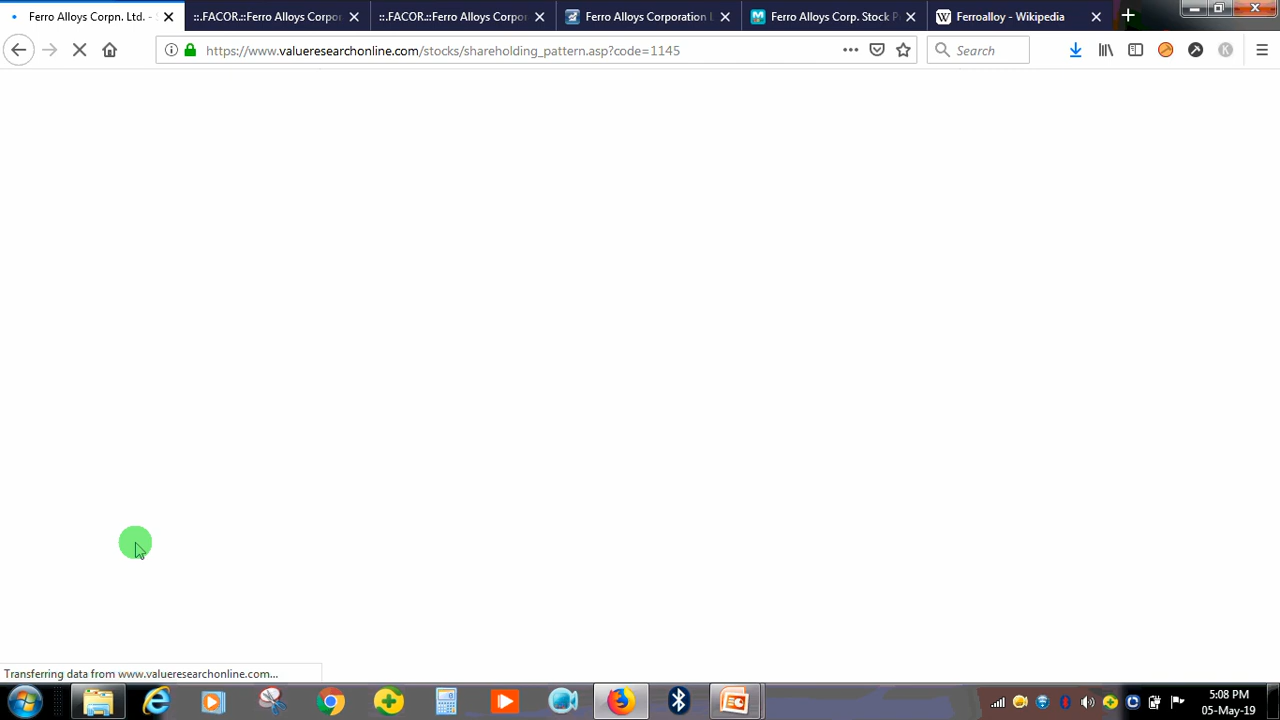 Ferro Alloys Corpn. Ltd. -
::.FACOR.::Ferro Alloys Corpo
::.FACOR.::Ferro Alloys Corpo
Ferro Alloys Corporation
Ferro Alloys Corp. Stock P
Ferroalloy - Wikipedia
https://www.valueresearchonline.com/stocks/shareholding_pattern.asp?code=1145
Search
Transferring data from www.valueresearchonline.com...
5:08 PM
05-May-19